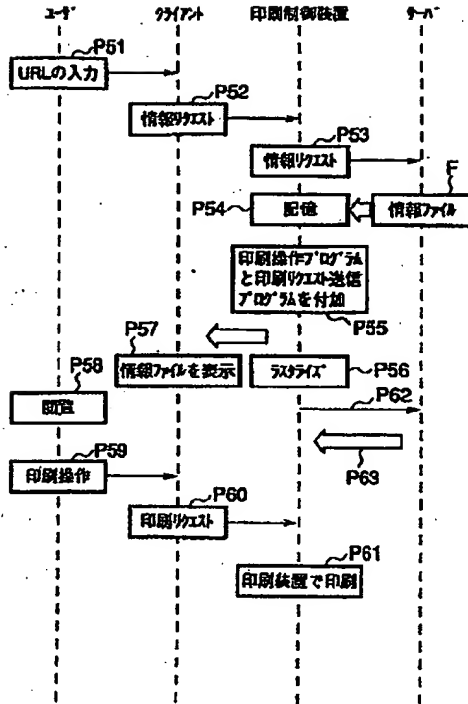 ユーザ クライアント 印刷制御装置 サーバ
P51
URLの入力
P52
情報リクエスト
P53
情報リクエスト
F
P54
記憶
情報ファイル
印刷操作プログラム
と印刷リクエスト送信
プログラムを付加
P55
P57
情報ファイルを表示
ラスタライズ
P56
P58
閲覧
P62
P59
印刷操作
P63
P60
印刷リクエスト
P61
印刷装置で印刷